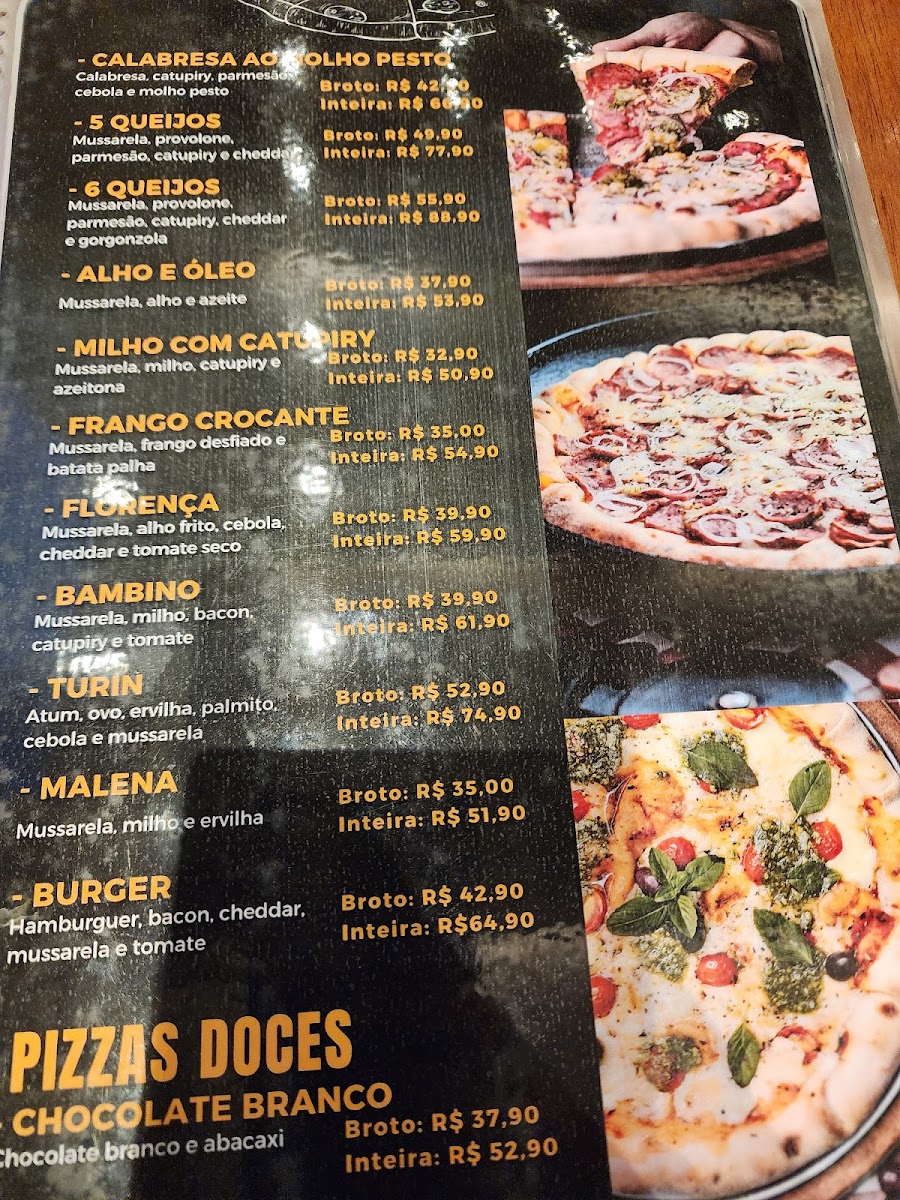 - CALABRESA AO MOLHO PESTO
Calabresa, catupiry, parmesão,
cebola e molho pesto
Broto: R$ 42,90
Inteira: R$ 66,90
- 5 QUEIJOS
Mussarela, provolone,
parmesão, catupiry e cheddar
Broto: R$ 49,90
Inteira: R$ 77,90
- 6 QUEIJOS
Mussarela, provolone,
parmesão, catupiry, cheddar
e gorgonzola
Broto: R$ 55,90
Inteira: R$ 88,90
- ALHO E ÓLEO
Mussarela, alho e azeite
Broto: R$ 37,90
Inteira: R$ 53,90
- MILHO COM CATUPIRY
Mussarela, milho, catupiry e
azeitona
Broto: R$ 32,90
Inteira: R$ 50,90
- FRANGO CROCANTE
Mussarela, frango desfiado e
batata palha
Broto: R$ 35,00
Inteira: R$ 54,90
- FLORENÇA
Mussarela, alho frito, cebola,
cheddar e tomate seco
Broto: R$ 39,90
Inteira: R$ 59,90
- BAMBINO
Mussarela, milho, bacon,
catupiry e tomate
Broto: R$ 39,90
Inteira: R$ 61,90
- TURIN
Atum, ovo, ervilha, palmito,
cebola e mussarela
Broto: R$ 52,90
Inteira: R$ 74,90
- MALENA
Mussarela, milho e ervilha
Broto: R$ 35,00
Inteira: R$ 51,90
- BURGER
Hamburguer, bacon, cheddar,
mussarela e tomate
Broto: R$ 42,90
Inteira: R$64,90
PIZZAS DOCES
- CHOCOLATE BRANCO
Chocolate branco e abacaxi
Broto: R$ 37,90
Inteira: R$ 52,90